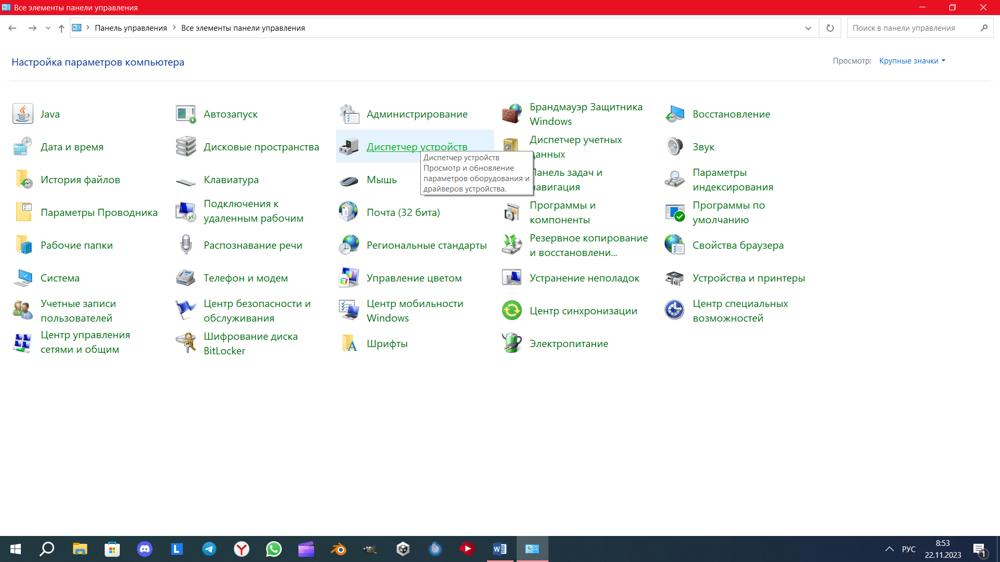 Все элементы панели управления
Панель управления
Все элементы панели управления
Поиск в панели управления
Настройка параметров компьютера
Просмотр:
Крупные значки
Java
Автозапуск
Администрирование
Брандмауэр Защитника
Windows
Восстановление
Дата и время
Дисковые пространства
Диспетчер устройств
Диспетчер учетных
данных
Звук
Диспетчер устройств
Просмотр и обновление
параметров оборудования и
драйверов устройства.
История файлов
Клавиатура
Мышь
Панель задач и
навигация
Параметры
индексирования
Параметры Проводника
Подключения к
удаленным рабочим
Почта (32 бита)
Программы и
компоненты
Программы по
умолчанию
Рабочие папки
Распознавание речи
Региональные стандарты
Резервное копирование
и восстановлени...
Свойства браузера
Система
Телефон и модем
Управление цветом
Устранение неполадок
Устройства и принтеры
Учетные записи
пользователей
Центр безопасности и
обслуживания
Центр мобильности
Windows
Центр синхронизации
Центр специальных
возможностей
Центр управления
сетями и общим
Шифрование диска
BitLocker
Шрифты
Электропитание
РУС
8:53
22.11.2023
1